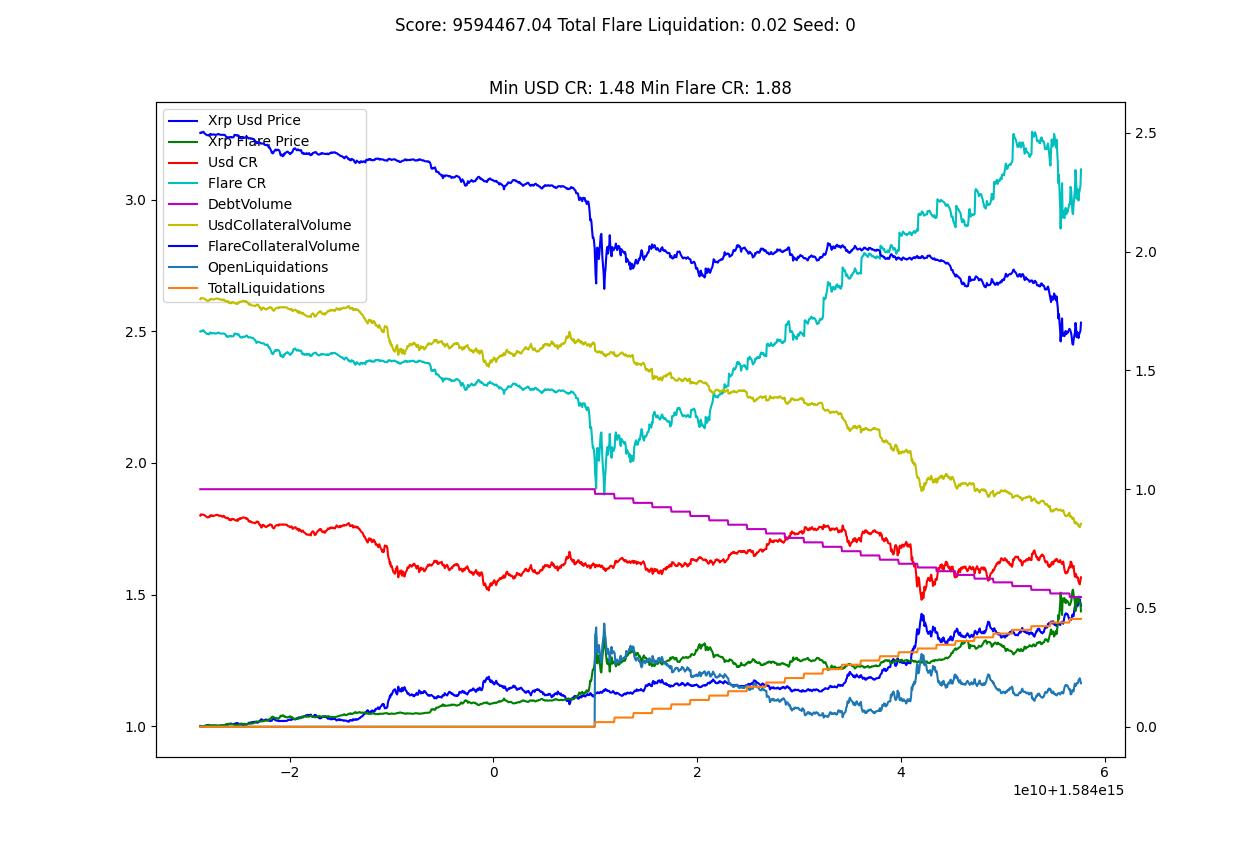 Score: 9594467.04 Total Flare Liquidation: 0.02 Seed: 0
Min USD CR: 1.48 Min Flare CR: 1.88
Xrp Usd Price
Xrp Flare Price
Usd CR
Flare CR
DebtVolume
UsdCollateralVolume
FlareCollateralVolume
OpenLiquidations
TotalLiquidations
3.0
2.5
2.0
1.5
1.0
2.5
2.0
1.5
1.0
0.5
0.0
−2
0
2
4
6
1e10+1.584e15